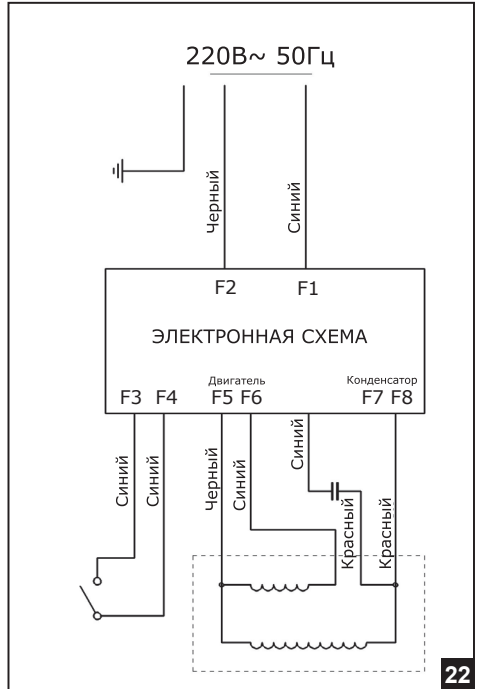 220В~ 50Гц
Черный
Синий
F2 F1
ЭЛЕКТРОННАЯ СХЕМА
Двигатель Конденсатор
F3 F4 F5 F6 F7 F8
Синий
Синий
Черный
Синий
Синий
Красный
Красный
22